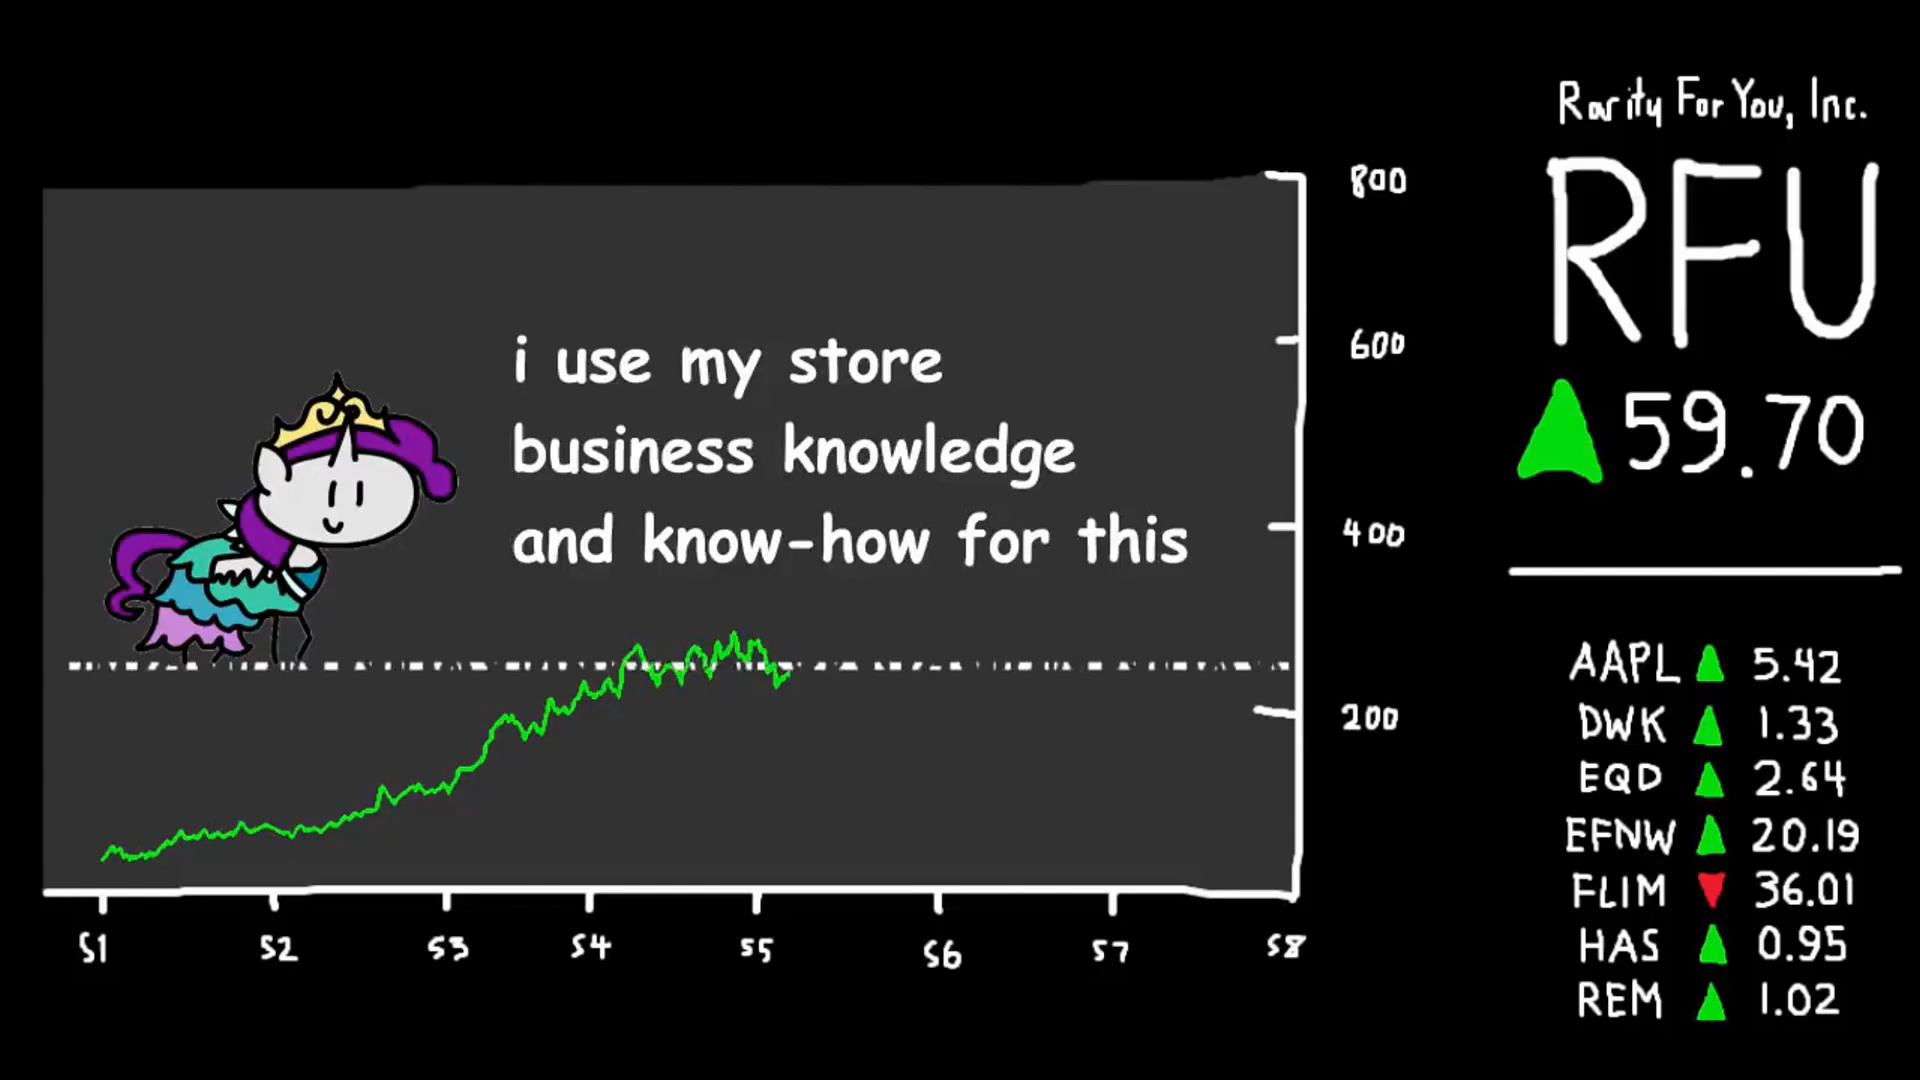 Rarity For You, Inc.
RFU
59.70
i use my store
business knowledge
and know-how for this
800
600
400
200
S1 S2 S3 S4 S5 S6 S7 S8
AAPL 5.42
DWK 1.33
EQD 2.64
EFNW 20.19
FLIM 36.01
HAS 0.95
REM 1.02